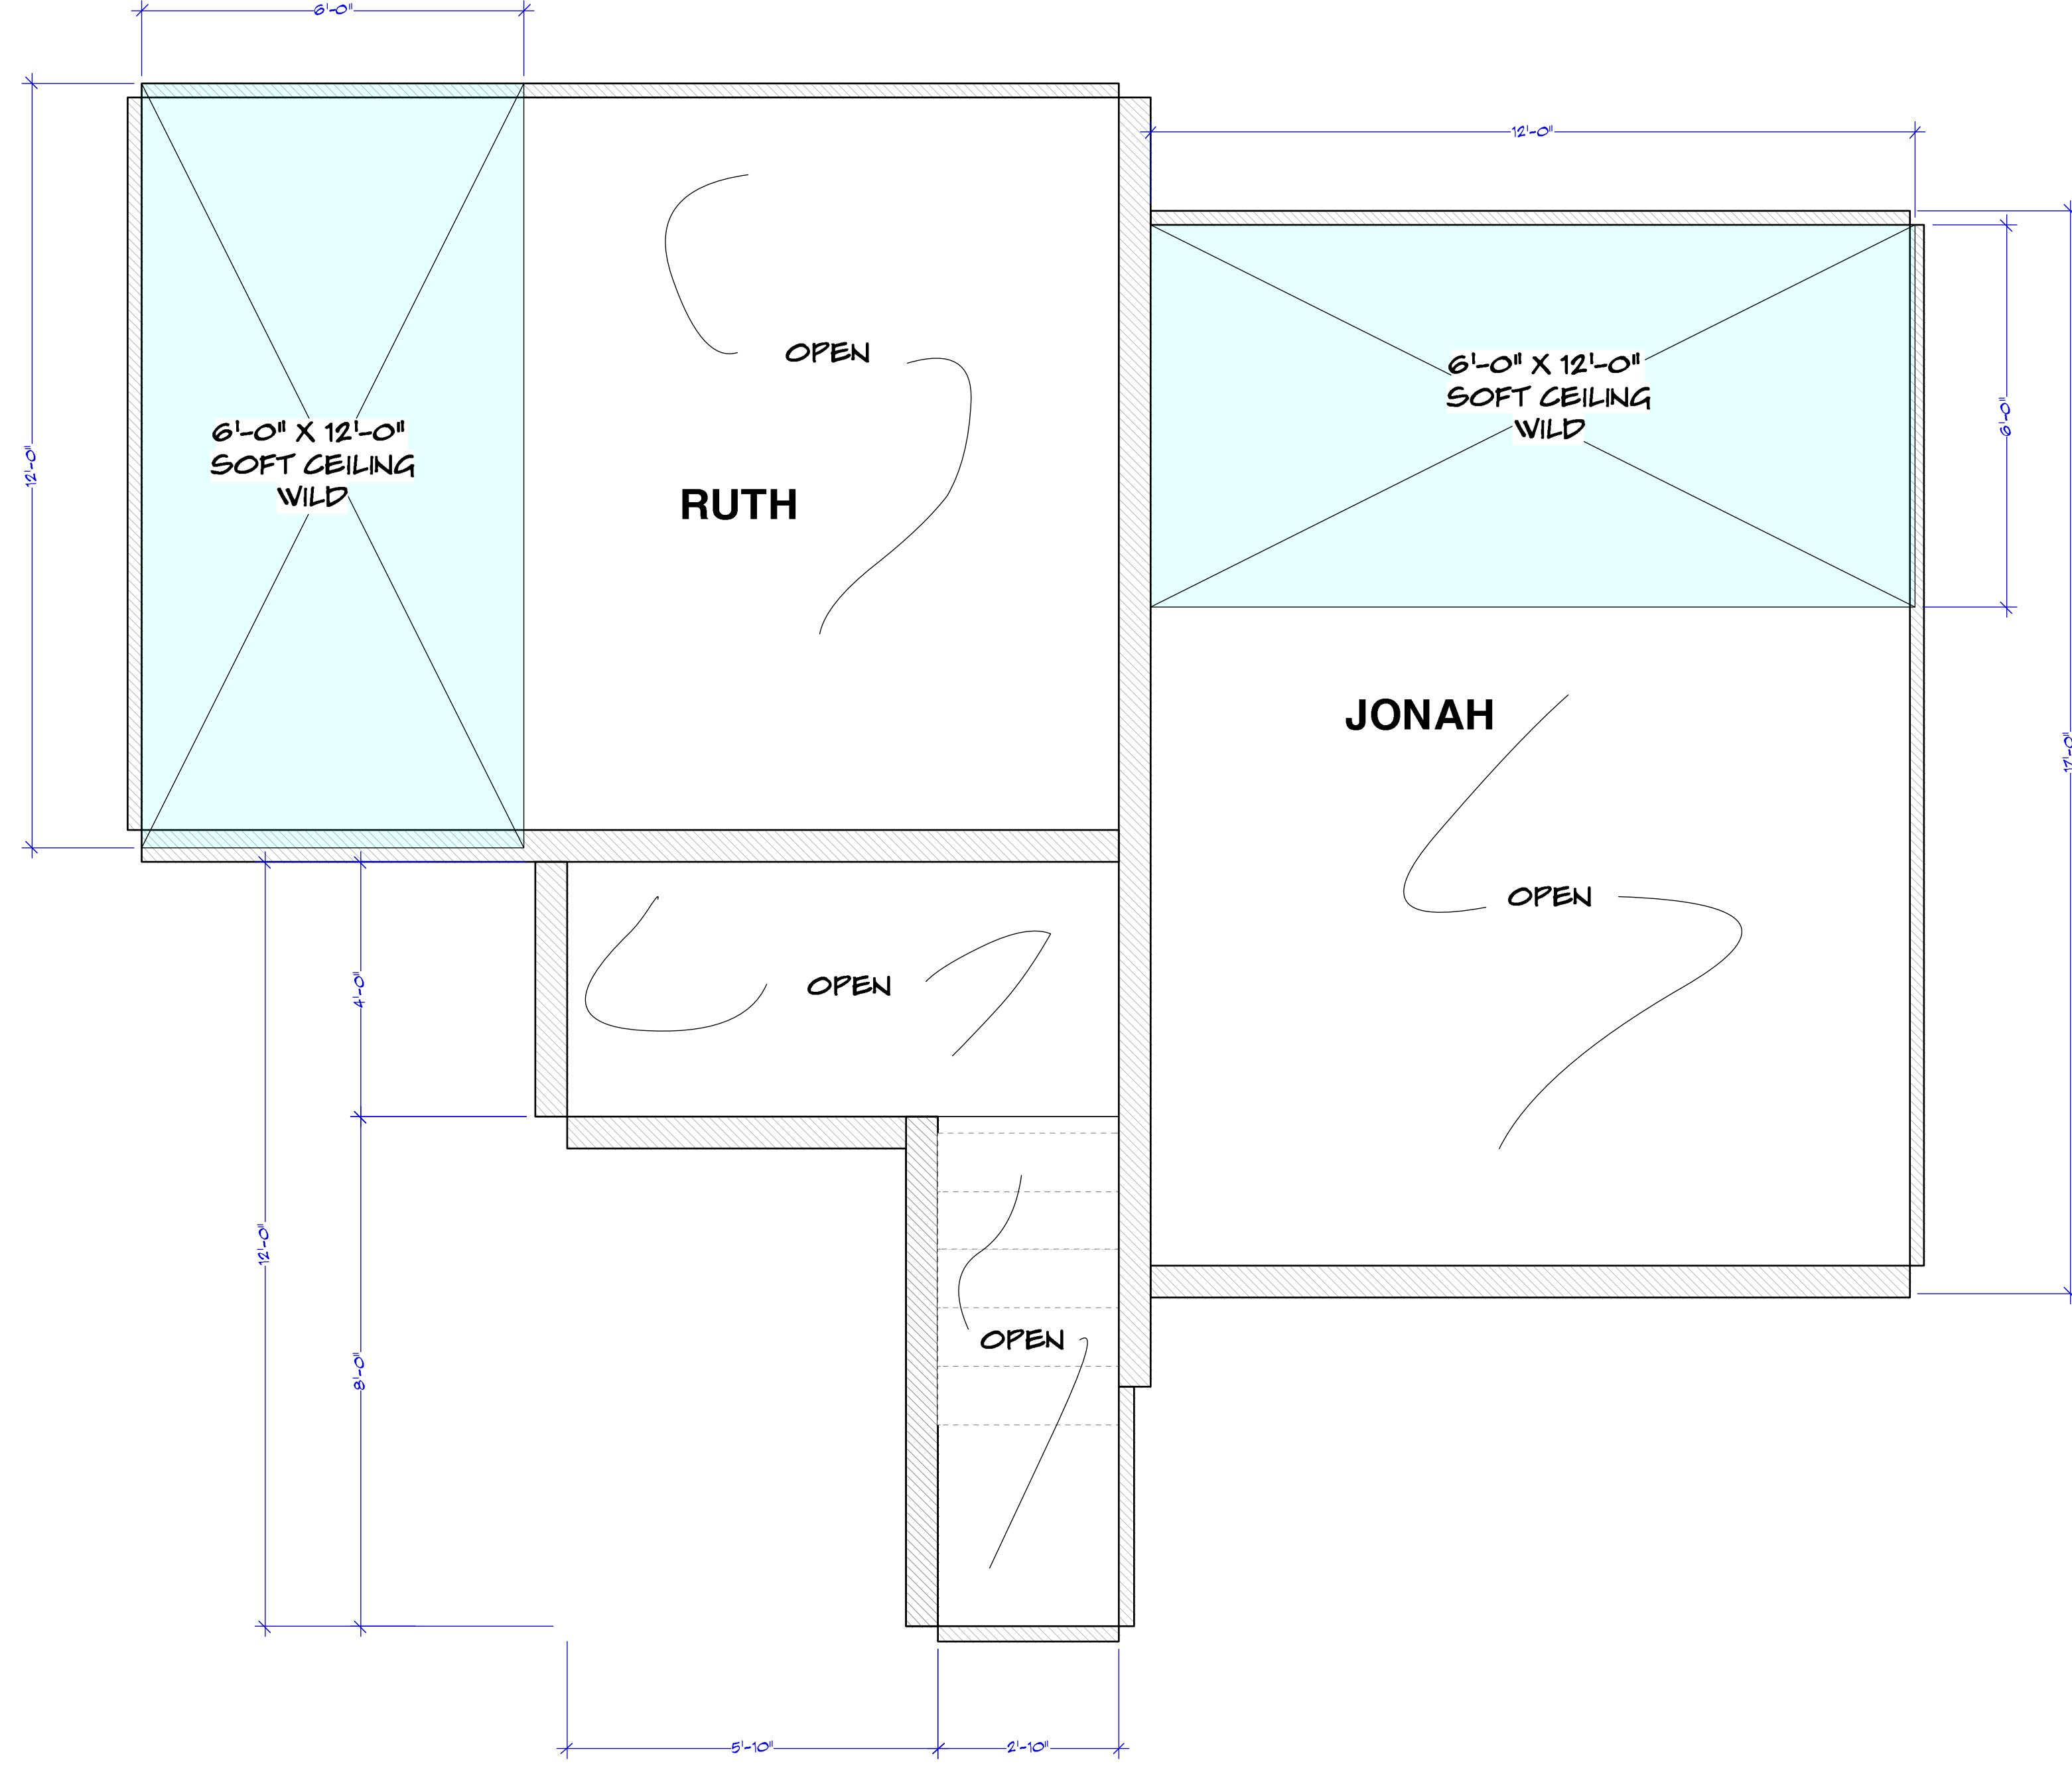 6'-0"
12'-0"
12'-0"
6'-0" X 12'-0"
SOFT CEILING
WILD
OPEN
RUTH
6'-0" X 12'-0"
SOFT CEILING
WILD
6'-0"
17'-0"
JONAH
OPEN
OPEN
4'-0"
12'-0"
8'-0"
OPEN
5'-10"
2'-10"